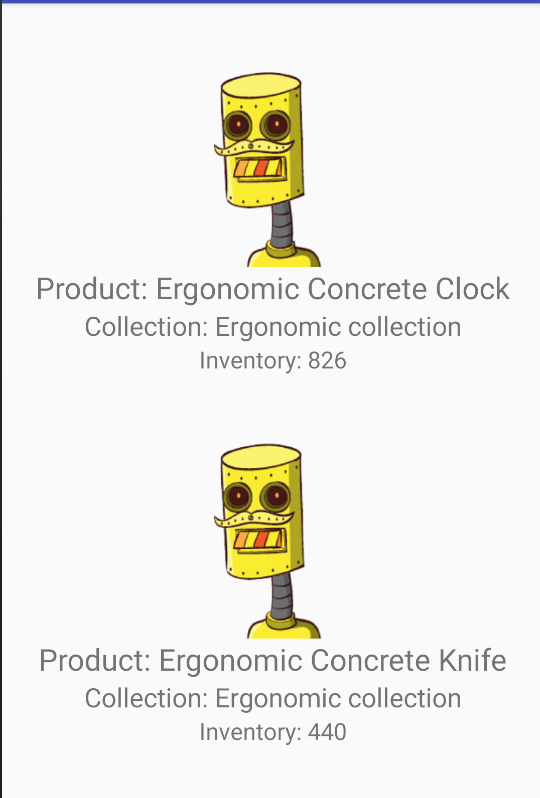 Product: Ergonomic Concrete Clock
Collection: Ergonomic collection
Inventory: 826
Product: Ergonomic Concrete Knife
Collection: Ergonomic collection
Inventory: 440